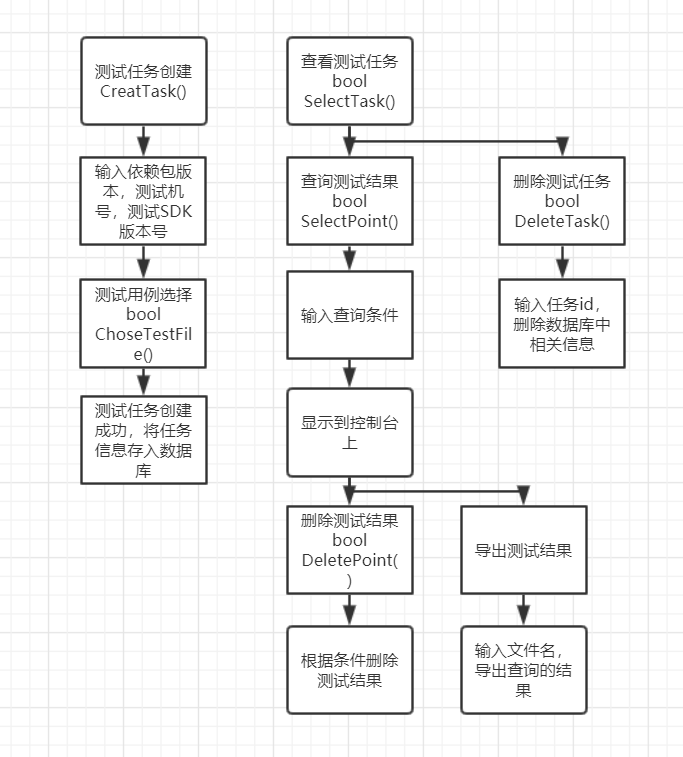 测试任务创建
CreatTask()
输入依赖包版
本，测试机
号，测试SDK
版本号
测试用例选择
bool
ChoseTestFil
e()
测试任务创建
成功，将任务
信息存入数据
库
查看测试任务
bool
SelectTask()
查询测试结果
bool
SelectPoint()
删除测试任务
bool
DeleteTask()
输入查询条件
输入任务id，
删除数据库中
相关信息
显示到控制台
上
删除测试结果
bool
DeletePoint(
)
导出测试结果
根据条件删除
测试结果
输入文件名，
导出查询的结
果